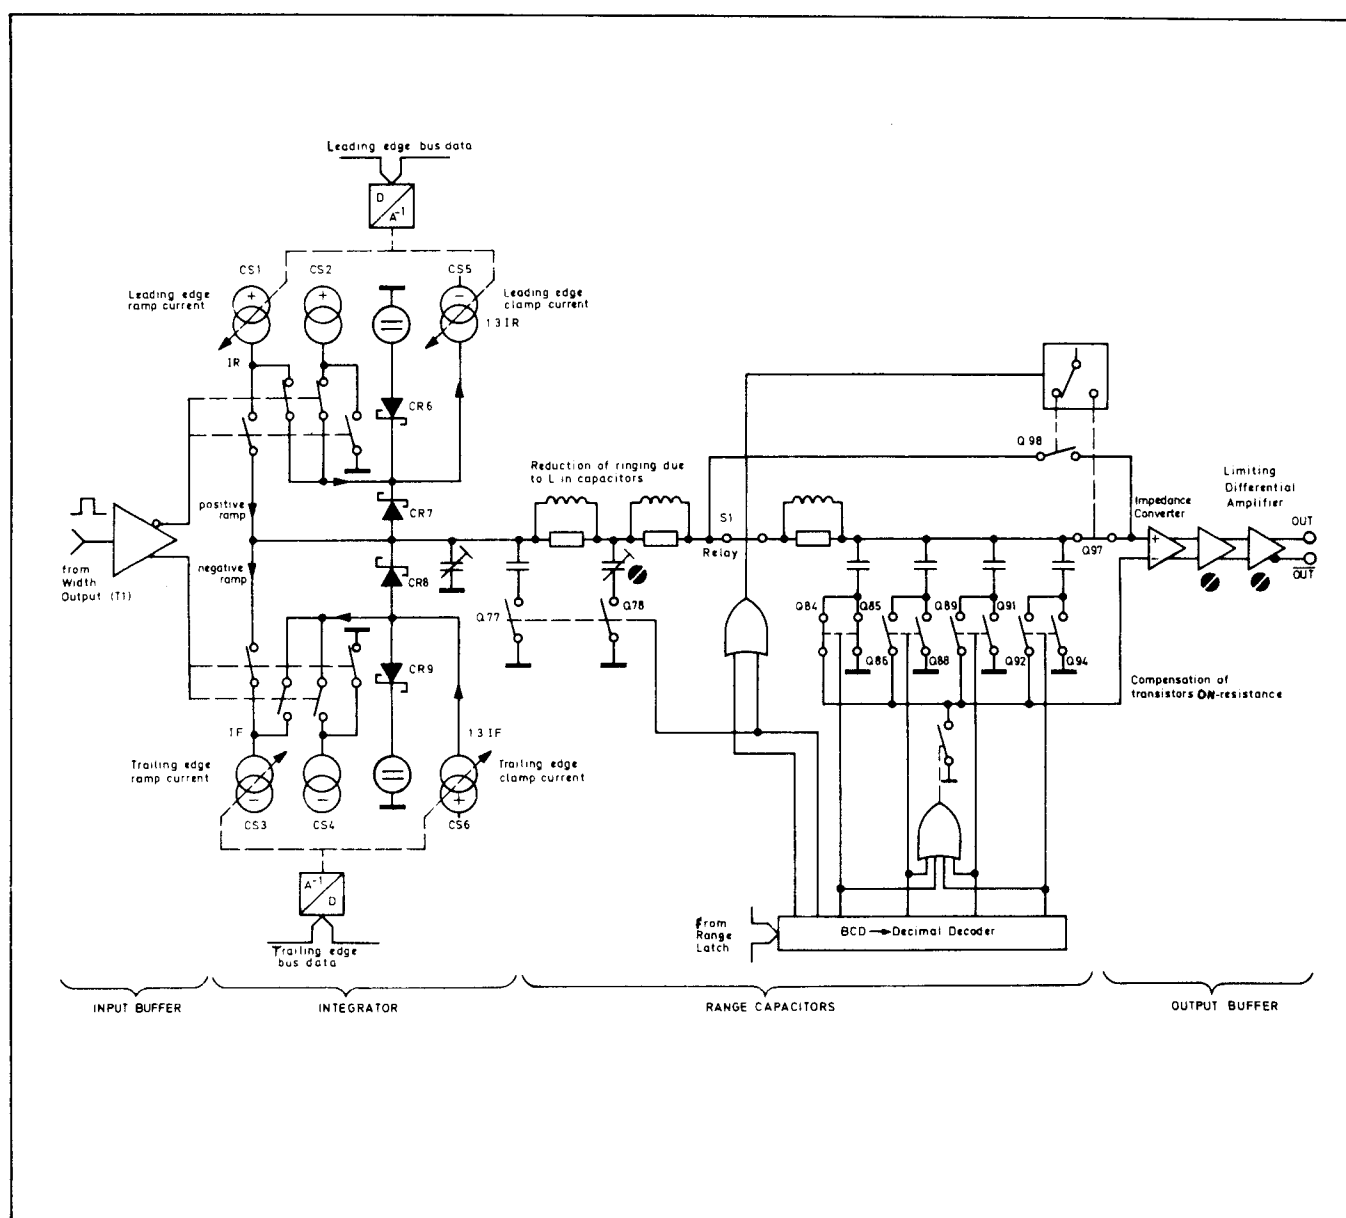 Leading edge bus data
D
A⁻¹
CS1
CS2
CS5
Leading edge
ramp current
+
+
−
Leading edge
clamp current
1.3 IR
IR
CR6
Q98
Reduction of ringing due
to L in capacitors
Limiting
Differential
Amplifier
positive
ramp
CR7
S1
Relay
Impedance
Converter
OUT
+
−
Q97
OUT
from
Width
Output (T1)
negative
ramp
CR8
Q77
Q78
Q84
Q85
Q89
Q91
Q86
Q88
Q92
Q94
CR9
Compensation of
transistors ON-resistance
IF
1.3 IF
Trailing edge
ramp current
Trailing edge
clamp current
−
−
+
CS3
CS4
CS6
A⁻¹
D
Trailing edge
bus data
From
Range
Latch
BCD → Decimal Decoder
INPUT BUFFER
INTEGRATOR
RANGE CAPACITORS
OUTPUT BUFFER